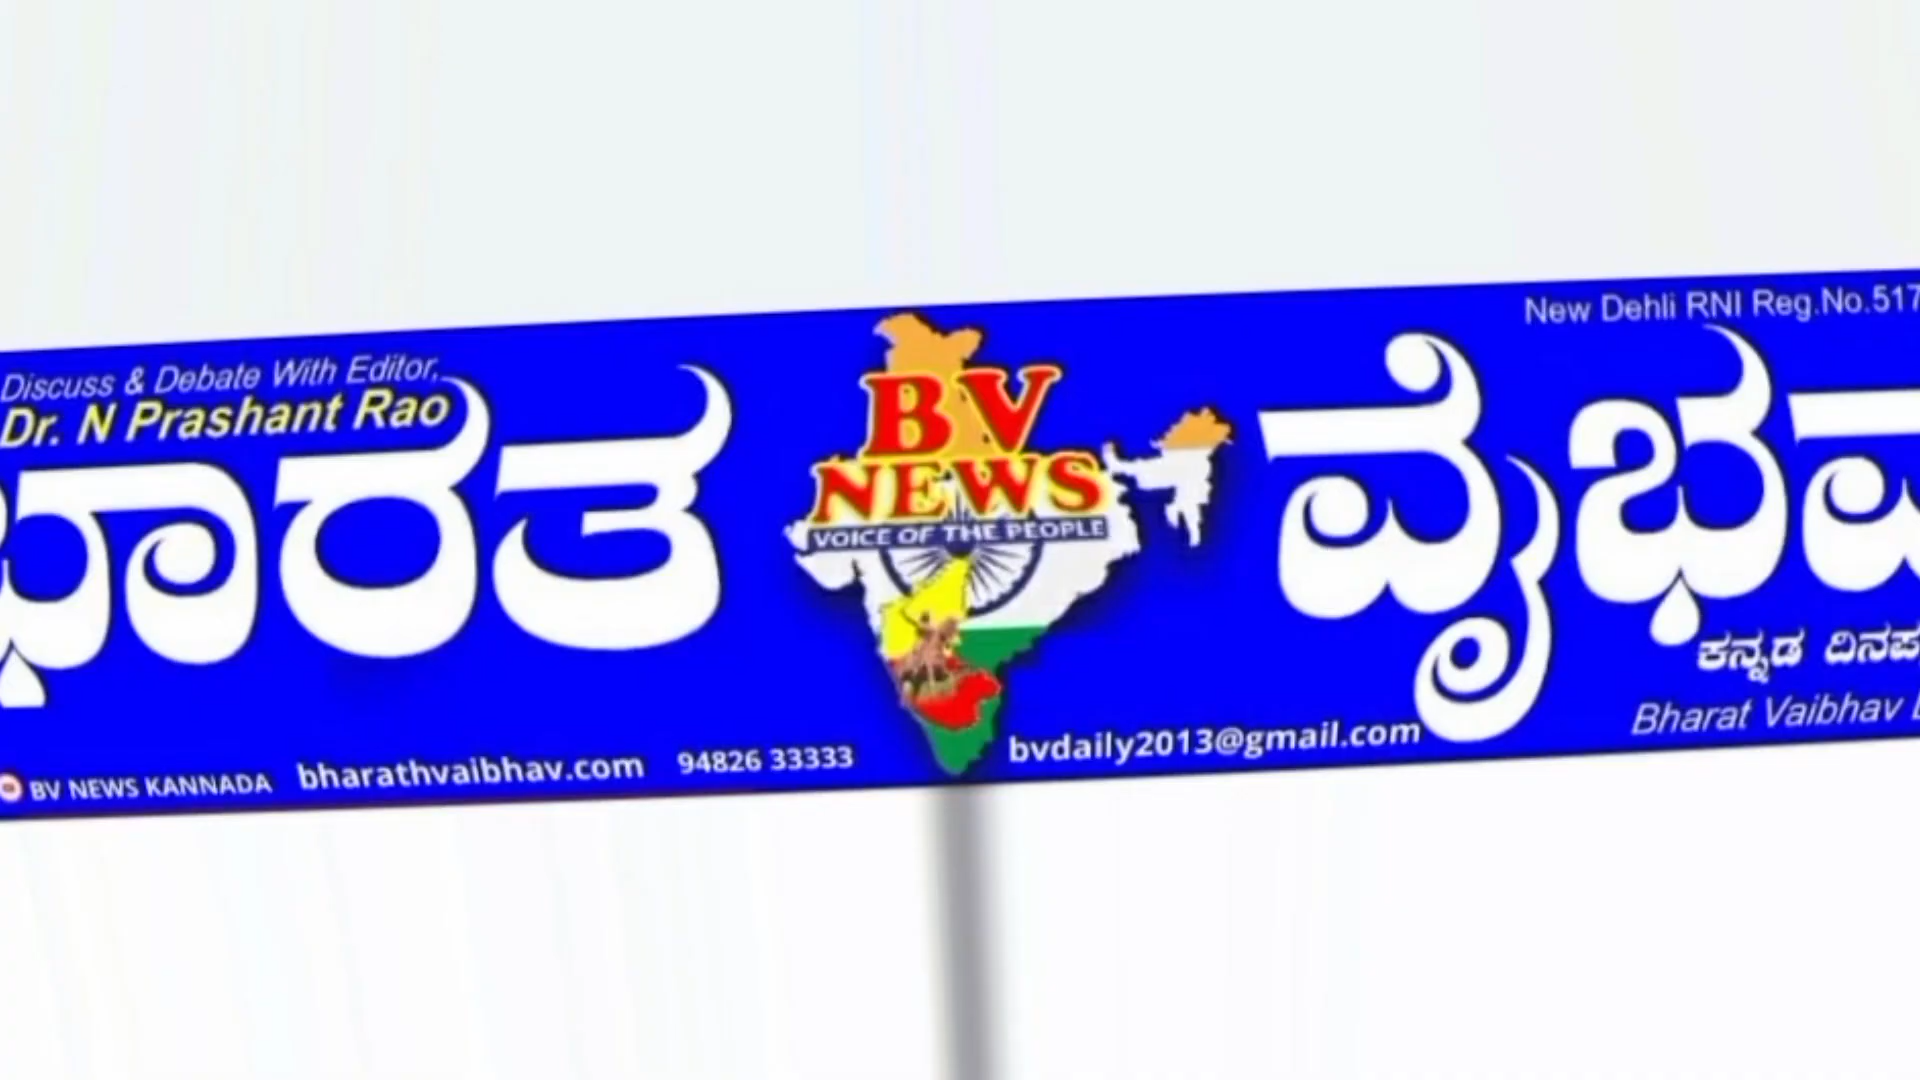 Discuss & Debate With Editor,
Dr. N Prashant Rao
ಭಾರತ
BV
NEWS
VOICE OF THE PEOPLE
New Dehli RNI Reg.No.517
ವೈಭವ
ಕನ್ನಡ
Bharat Vaibhav
BV NEWS KANNADA bharathvaibhav.com 94826 33333
bvdaily2013@gmail.com